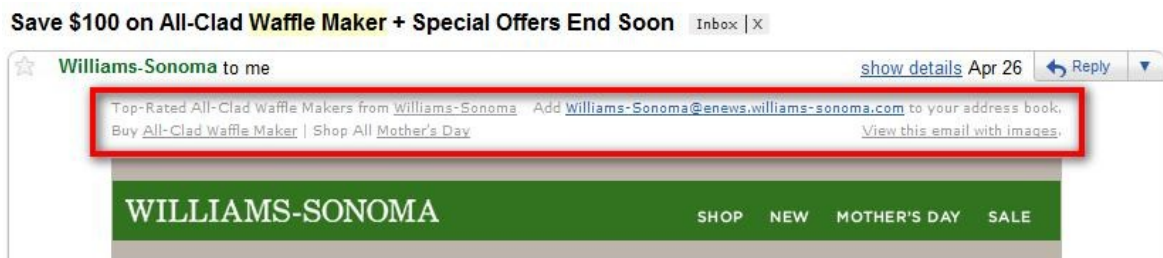 Save $100 on All-Clad Waffle Maker + Special Offers End Soon Inbox | X
Williams-Sonoma to me show details Apr 26 Reply
Top-Rated All-Clad Waffle Makers from Williams-Sonoma Add Williams-Sonoma@enews.williams-sonoma.com to your address book.
Buy All-Clad Waffle Maker | Shop All Mother's Day View this email with images.
WILLIAMS-SONOMA SHOP NEW MOTHER'S DAY SALE